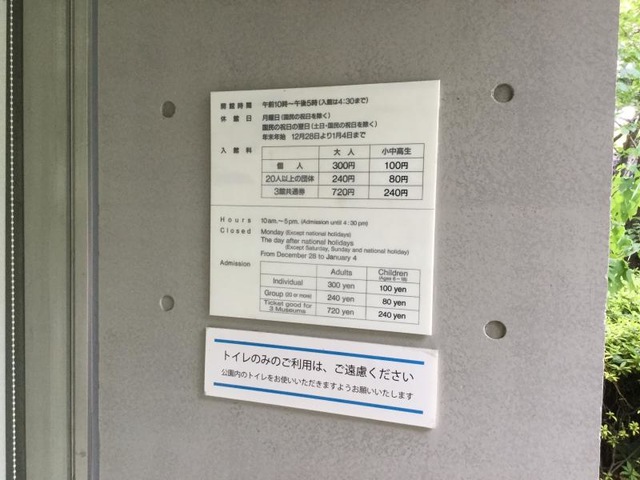 開館時間 午前10時～午後5時(入館は4:30まで)
休館日 月曜日(国民の祝日を除く)
国民の祝日の翌日(土日・国民の祝日を除く)
年末年始 12月28日より1月4日まで
入館料 大人 小中高生
個人 300円 100円
20人以上の団体 240円 80円
3館共通券 720円 240円
Hours 10am.~5pm. (Admission until 4:30pm)
Closed Monday (Except national holidays)
The day after national holidays
(Except Saturday, Sunday and national holiday)
From December 28 to January 4
Admission Adults Children
(Ages 6~18)
Individual 300 yen 100 yen
Group (20 or more) 240 yen 80 yen
Ticket good for
3 Museums 720 yen 240 yen
トイレのみのご利用は、ご遠慮ください
公園内のトイレをお使いいただきますようお願いいたします